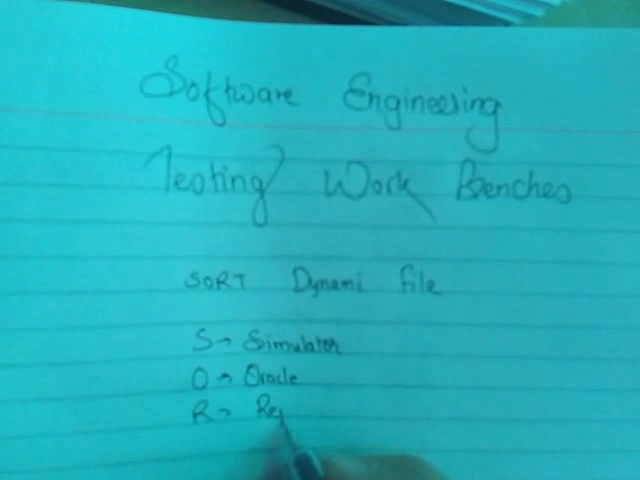 Software Engineering
Testing Work Benches
SORT Dynami File
S → Simulator
O → Oracle
R → Re